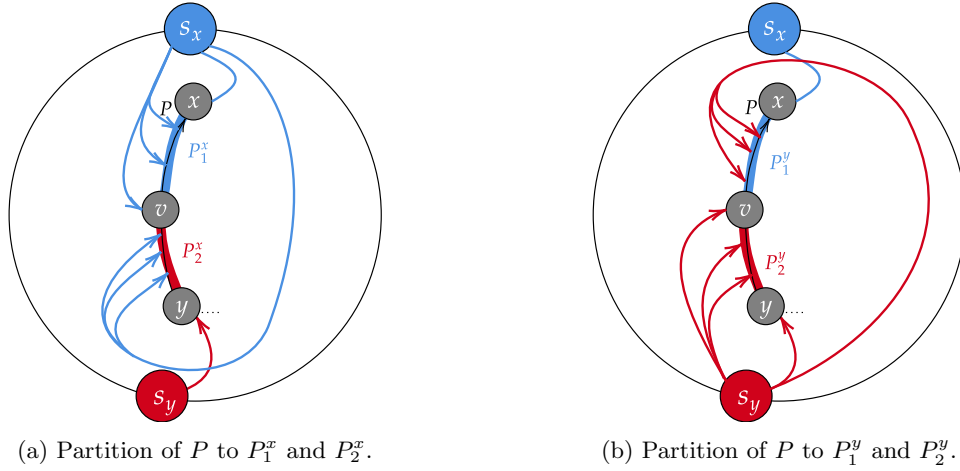 s_x
x
P
P_1^x
v
P_2^x
y ....
s_y
(a) Partition of P to P_1^x and P_2^x.
s_x
x
P
P_1^y
v
P_2^y
y ....
s_y
(b) Partition of P to P_1^y and P_2^y.